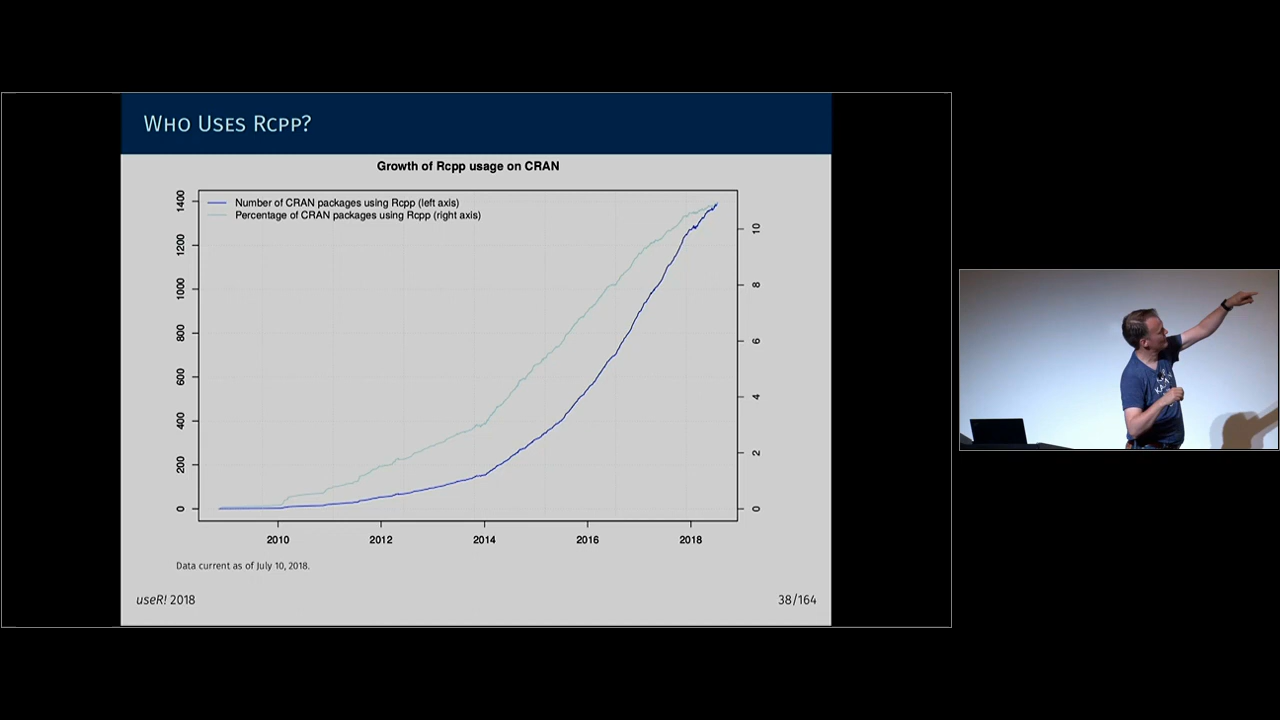 WHO USES RCPP?
Growth of Rcpp usage on CRAN
Number of CRAN packages using Rcpp (left axis)
Percentage of CRAN packages using Rcpp (right axis)
1400
1200
1000
800
600
400
200
0
10
8
6
4
2
0
2010 2012 2014 2016 2018
Data current as of July 10, 2018.
useR! 2018
38/164